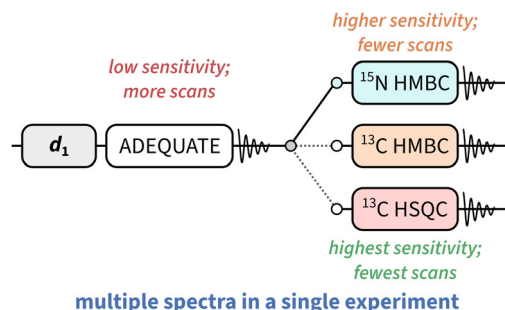 higher sensitivity;
fewer scans
low sensitivity;
more scans
¹⁵N HMBC
d₁
ADEQUATE
¹³C HMBC
¹³C HSQC
highest sensitivity;
fewest scans
multiple spectra in a single experiment